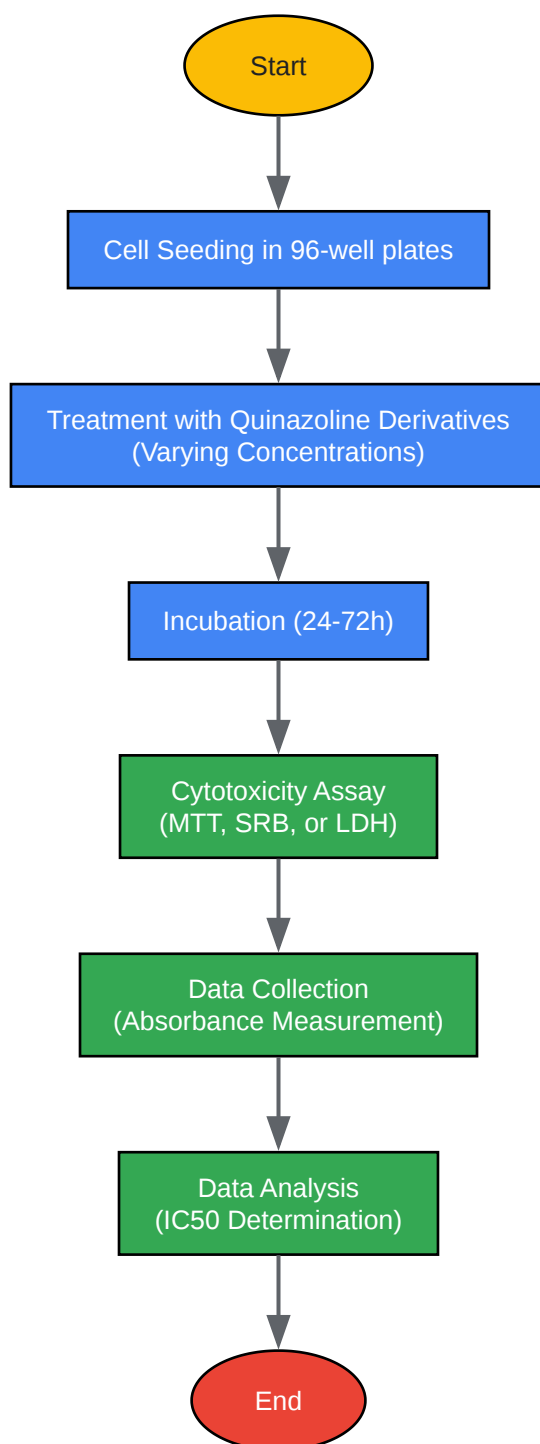 Start
Cell Seeding in 96-well plates
Treatment with Quinazoline Derivatives
(Varying Concentrations)
Incubation (24-72h)
Cytotoxicity Assay
(MTT, SRB, or LDH)
Data Collection
(Absorbance Measurement)
Data Analysis
(IC50 Determination)
End